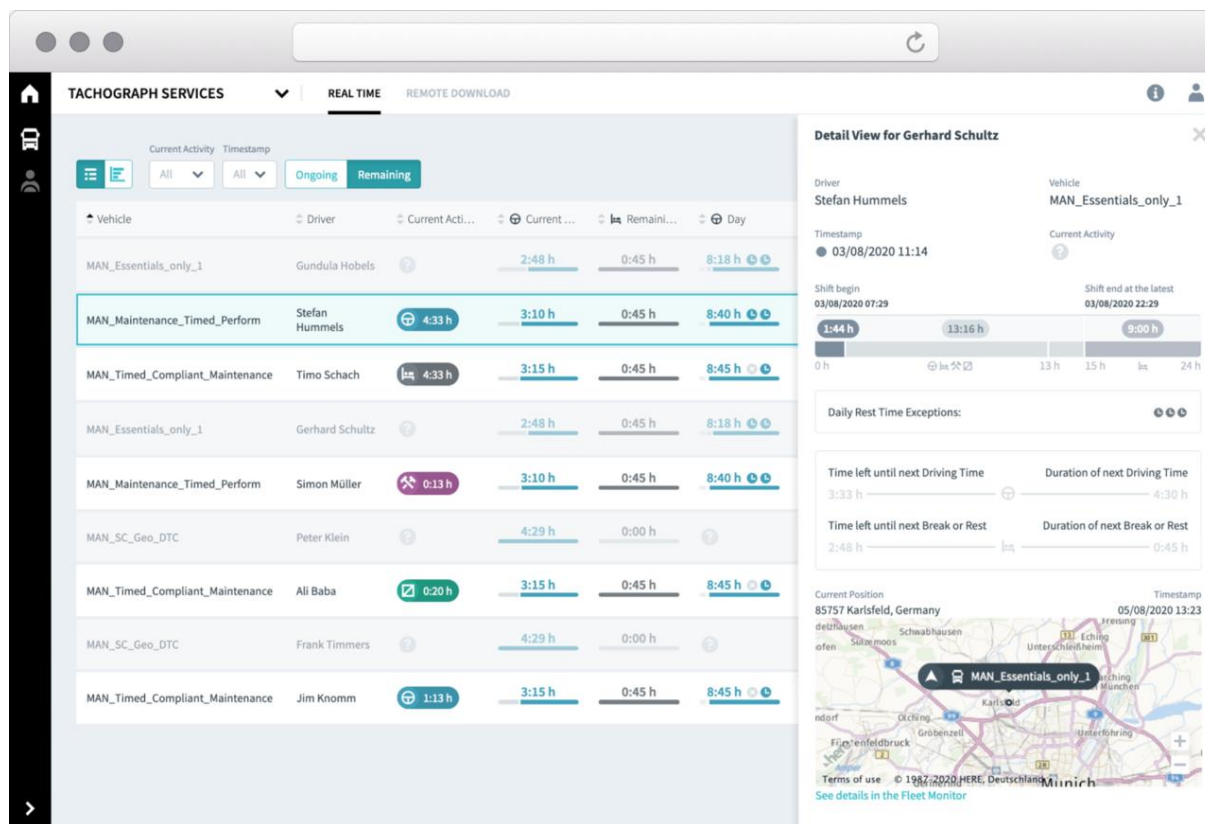 TACHOGRAPH SERVICES REAL TIME REMOTE DOWNLOAD
Current Activity Timestamp
All All Ongoing Remaining
Vehicle Driver Current Acti... Current ... Remaini... Day
MAN_Essentials_only_1 Gundula Hobels 2:48 h 0:45 h 8:18 h
MAN_Maintenance_Timed_Perform Stefan Hummels 4:33 h 3:10 h 0:45 h 8:40 h
MAN_Timed_Compliant_Maintenance Timo Schach 4:33 h 3:15 h 0:45 h 8:45 h
MAN_Essentials_only_1 Gerhard Schultz 2:48 h 0:45 h 8:18 h
MAN_Maintenance_Timed_Perform Simon Müller 0:13 h 3:10 h 0:45 h 8:40 h
MAN_SC_Geo_DTC Peter Klein 4:29 h 0:00 h
MAN_Timed_Compliant_Maintenance Ali Baba 0:20 h 3:15 h 0:45 h 8:45 h
MAN_SC_Geo_DTC Frank Timmers 4:29 h 0:00 h
MAN_Timed_Compliant_Maintenance Jim Knomm 1:13 h 3:15 h 0:45 h 8:45 h
Detail View for Gerhard Schultz
Driver Vehicle
Stefan Hummels MAN_Essentials_only_1
Timestamp Current Activity
03/08/2020 11:14
Shift begin Shift end at the latest
03/08/2020 07:29 03/08/2020 22:29
1:44 h 13:16 h 9:00 h
0 h 13 h 15 h 24 h
Daily Rest Time Exceptions:
Time left until next Driving Time Duration of next Driving Time
3:33 h 4:30 h
Time left until next Break or Rest Duration of next Break or Rest
2:48 h 0:45 h
Current Position Timestamp
85757 Karlsfeld, Germany 05/08/2020 13:23
delzhausen Schwabhausen Freising
ofen Sulzemoos Unterschleißheim Eching
MAN_Essentials_only_1 arching
München
Karlsfeld
ndorf Olching
Gröbenzell Unterföhring
Fürstenfeldbruck
here
Germering
Terms of use © 1987-2020 HERE, Deutschland Munich
See details in the Fleet Monitor